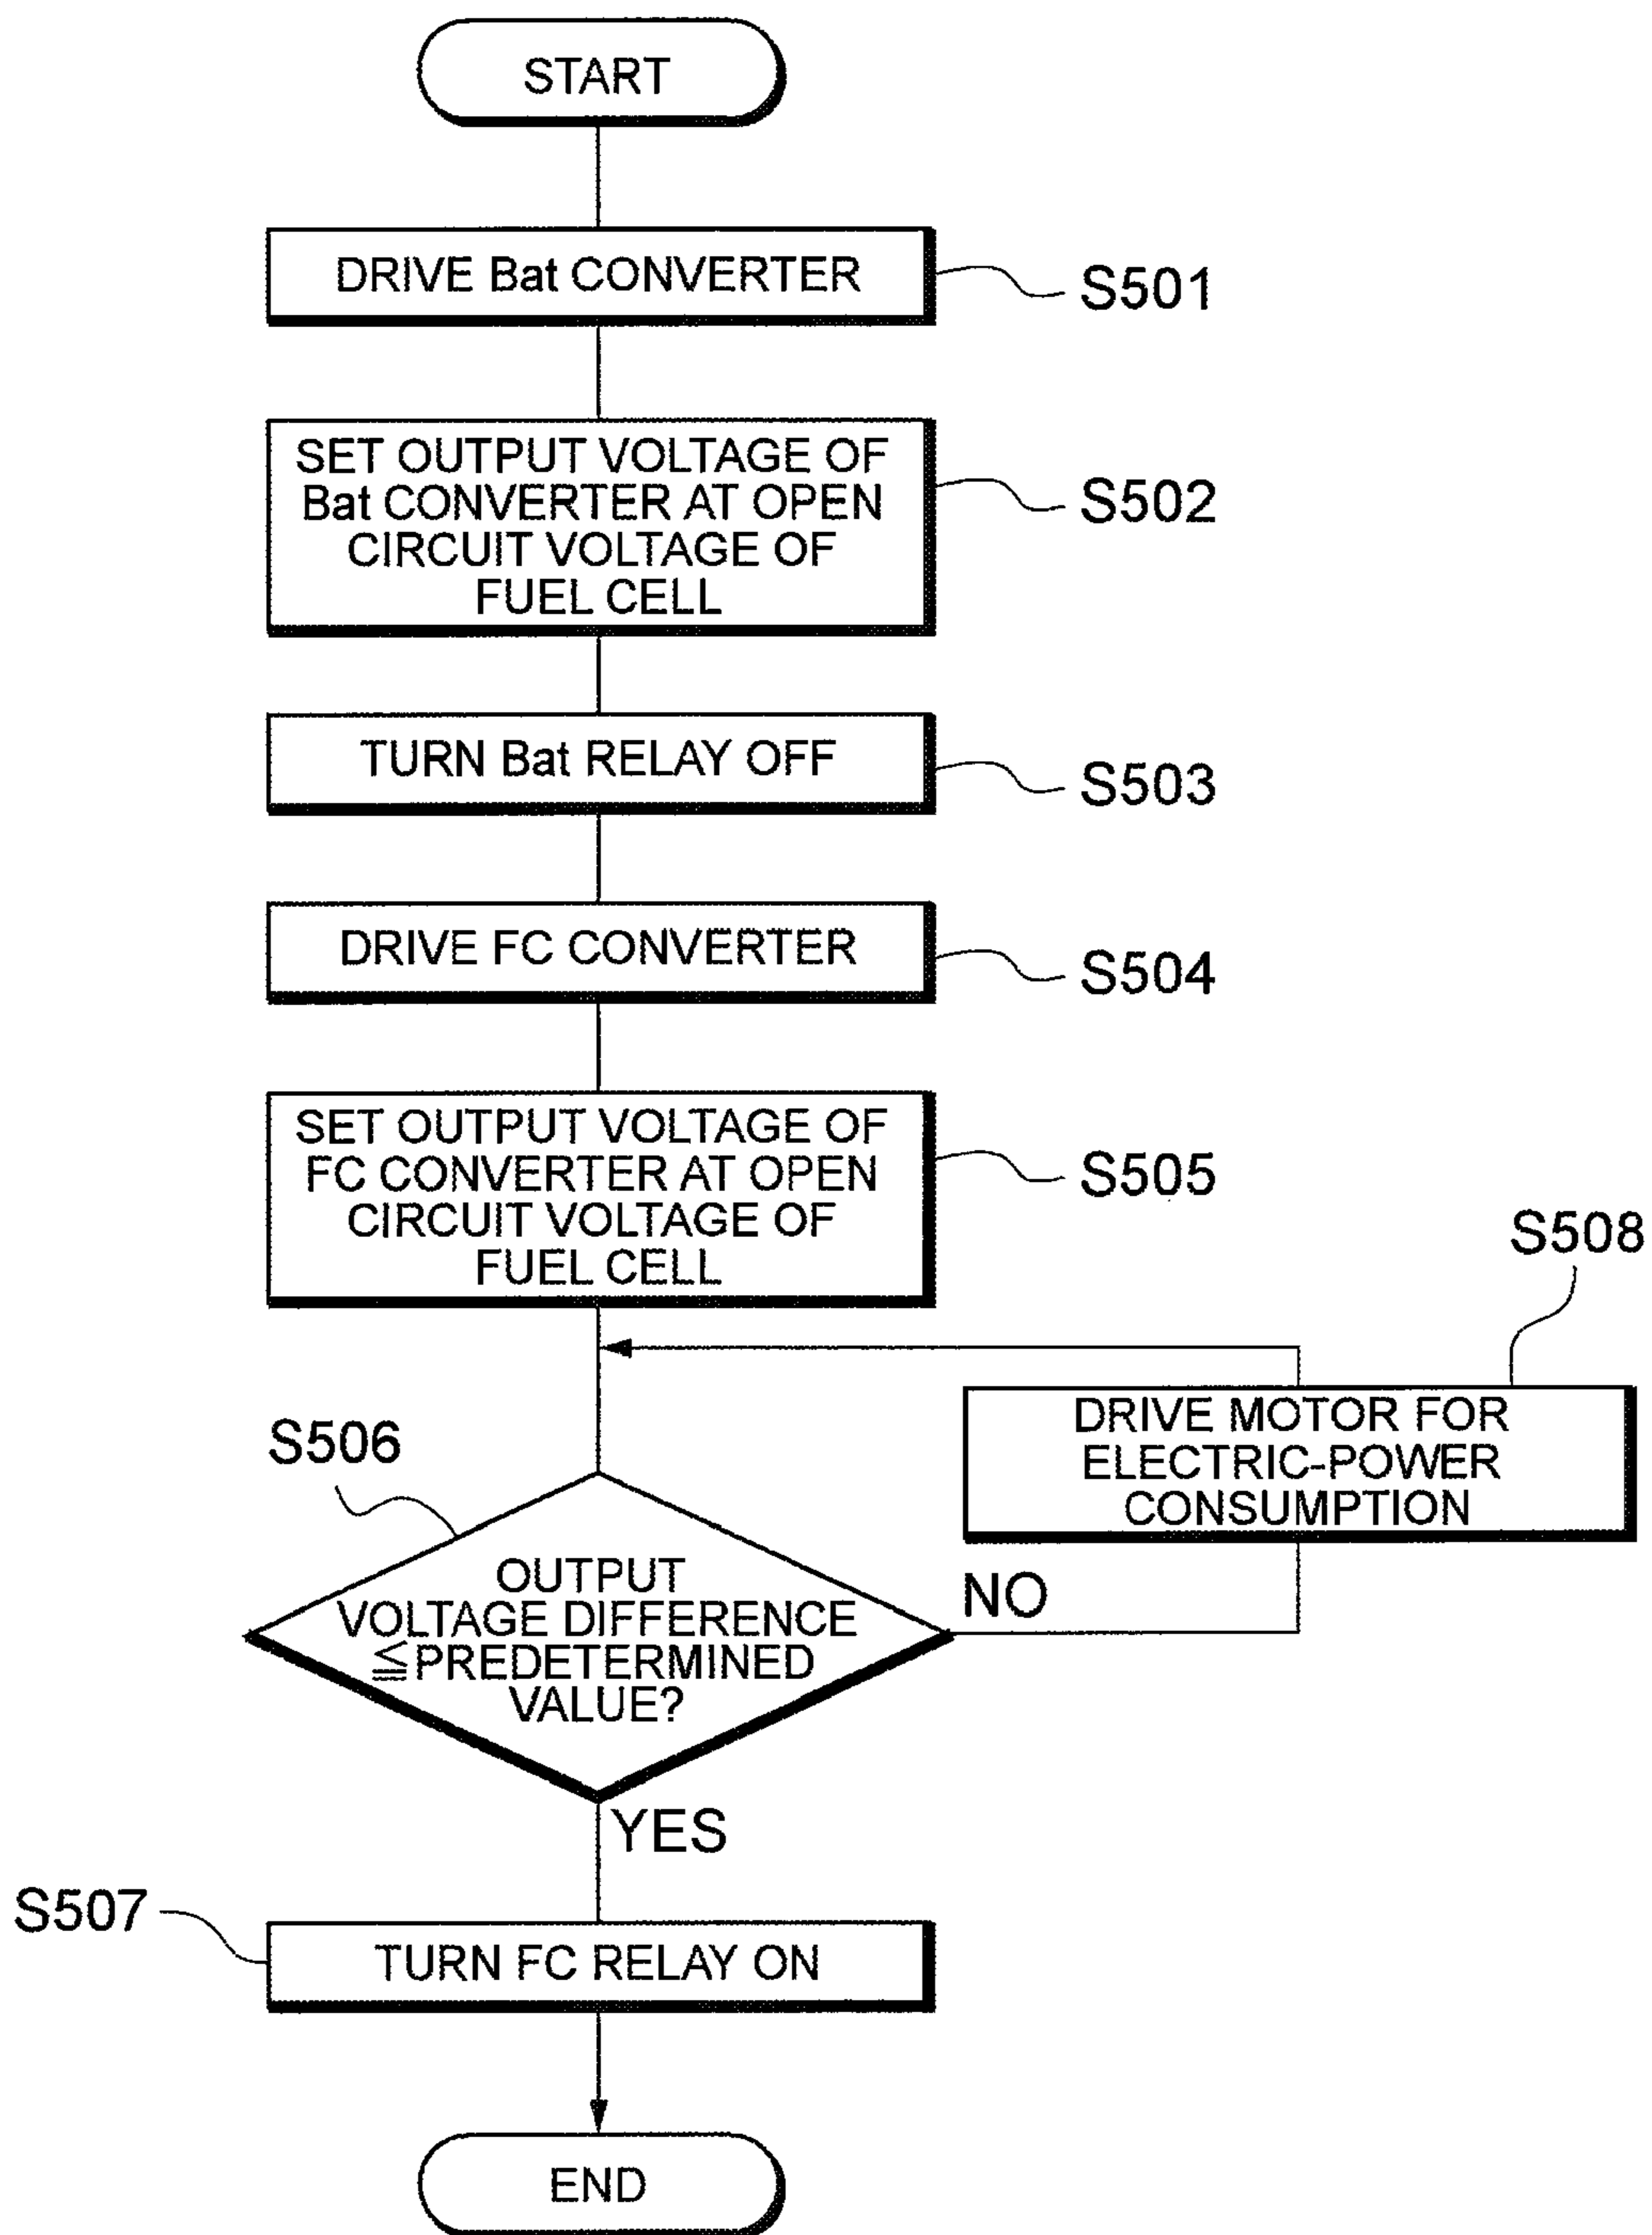 START
DRIVE Bat CONVERTER
S501
SET OUTPUT VOLTAGE OF
Bat CONVERTER AT OPEN
CIRCUIT VOLTAGE OF
FUEL CELL
S502
TURN Bat RELAY OFF
S503
DRIVE FC CONVERTER
S504
SET OUTPUT VOLTAGE OF
FC CONVERTER AT OPEN
CIRCUIT VOLTAGE OF
FUEL CELL
S505
S508
DRIVE MOTOR FOR
ELECTRIC-POWER
CONSUMPTION
S506
OUTPUT
VOLTAGE DIFFERENCE
≦PREDETERMINED
VALUE?
NO
YES
S507
TURN FC RELAY ON
END